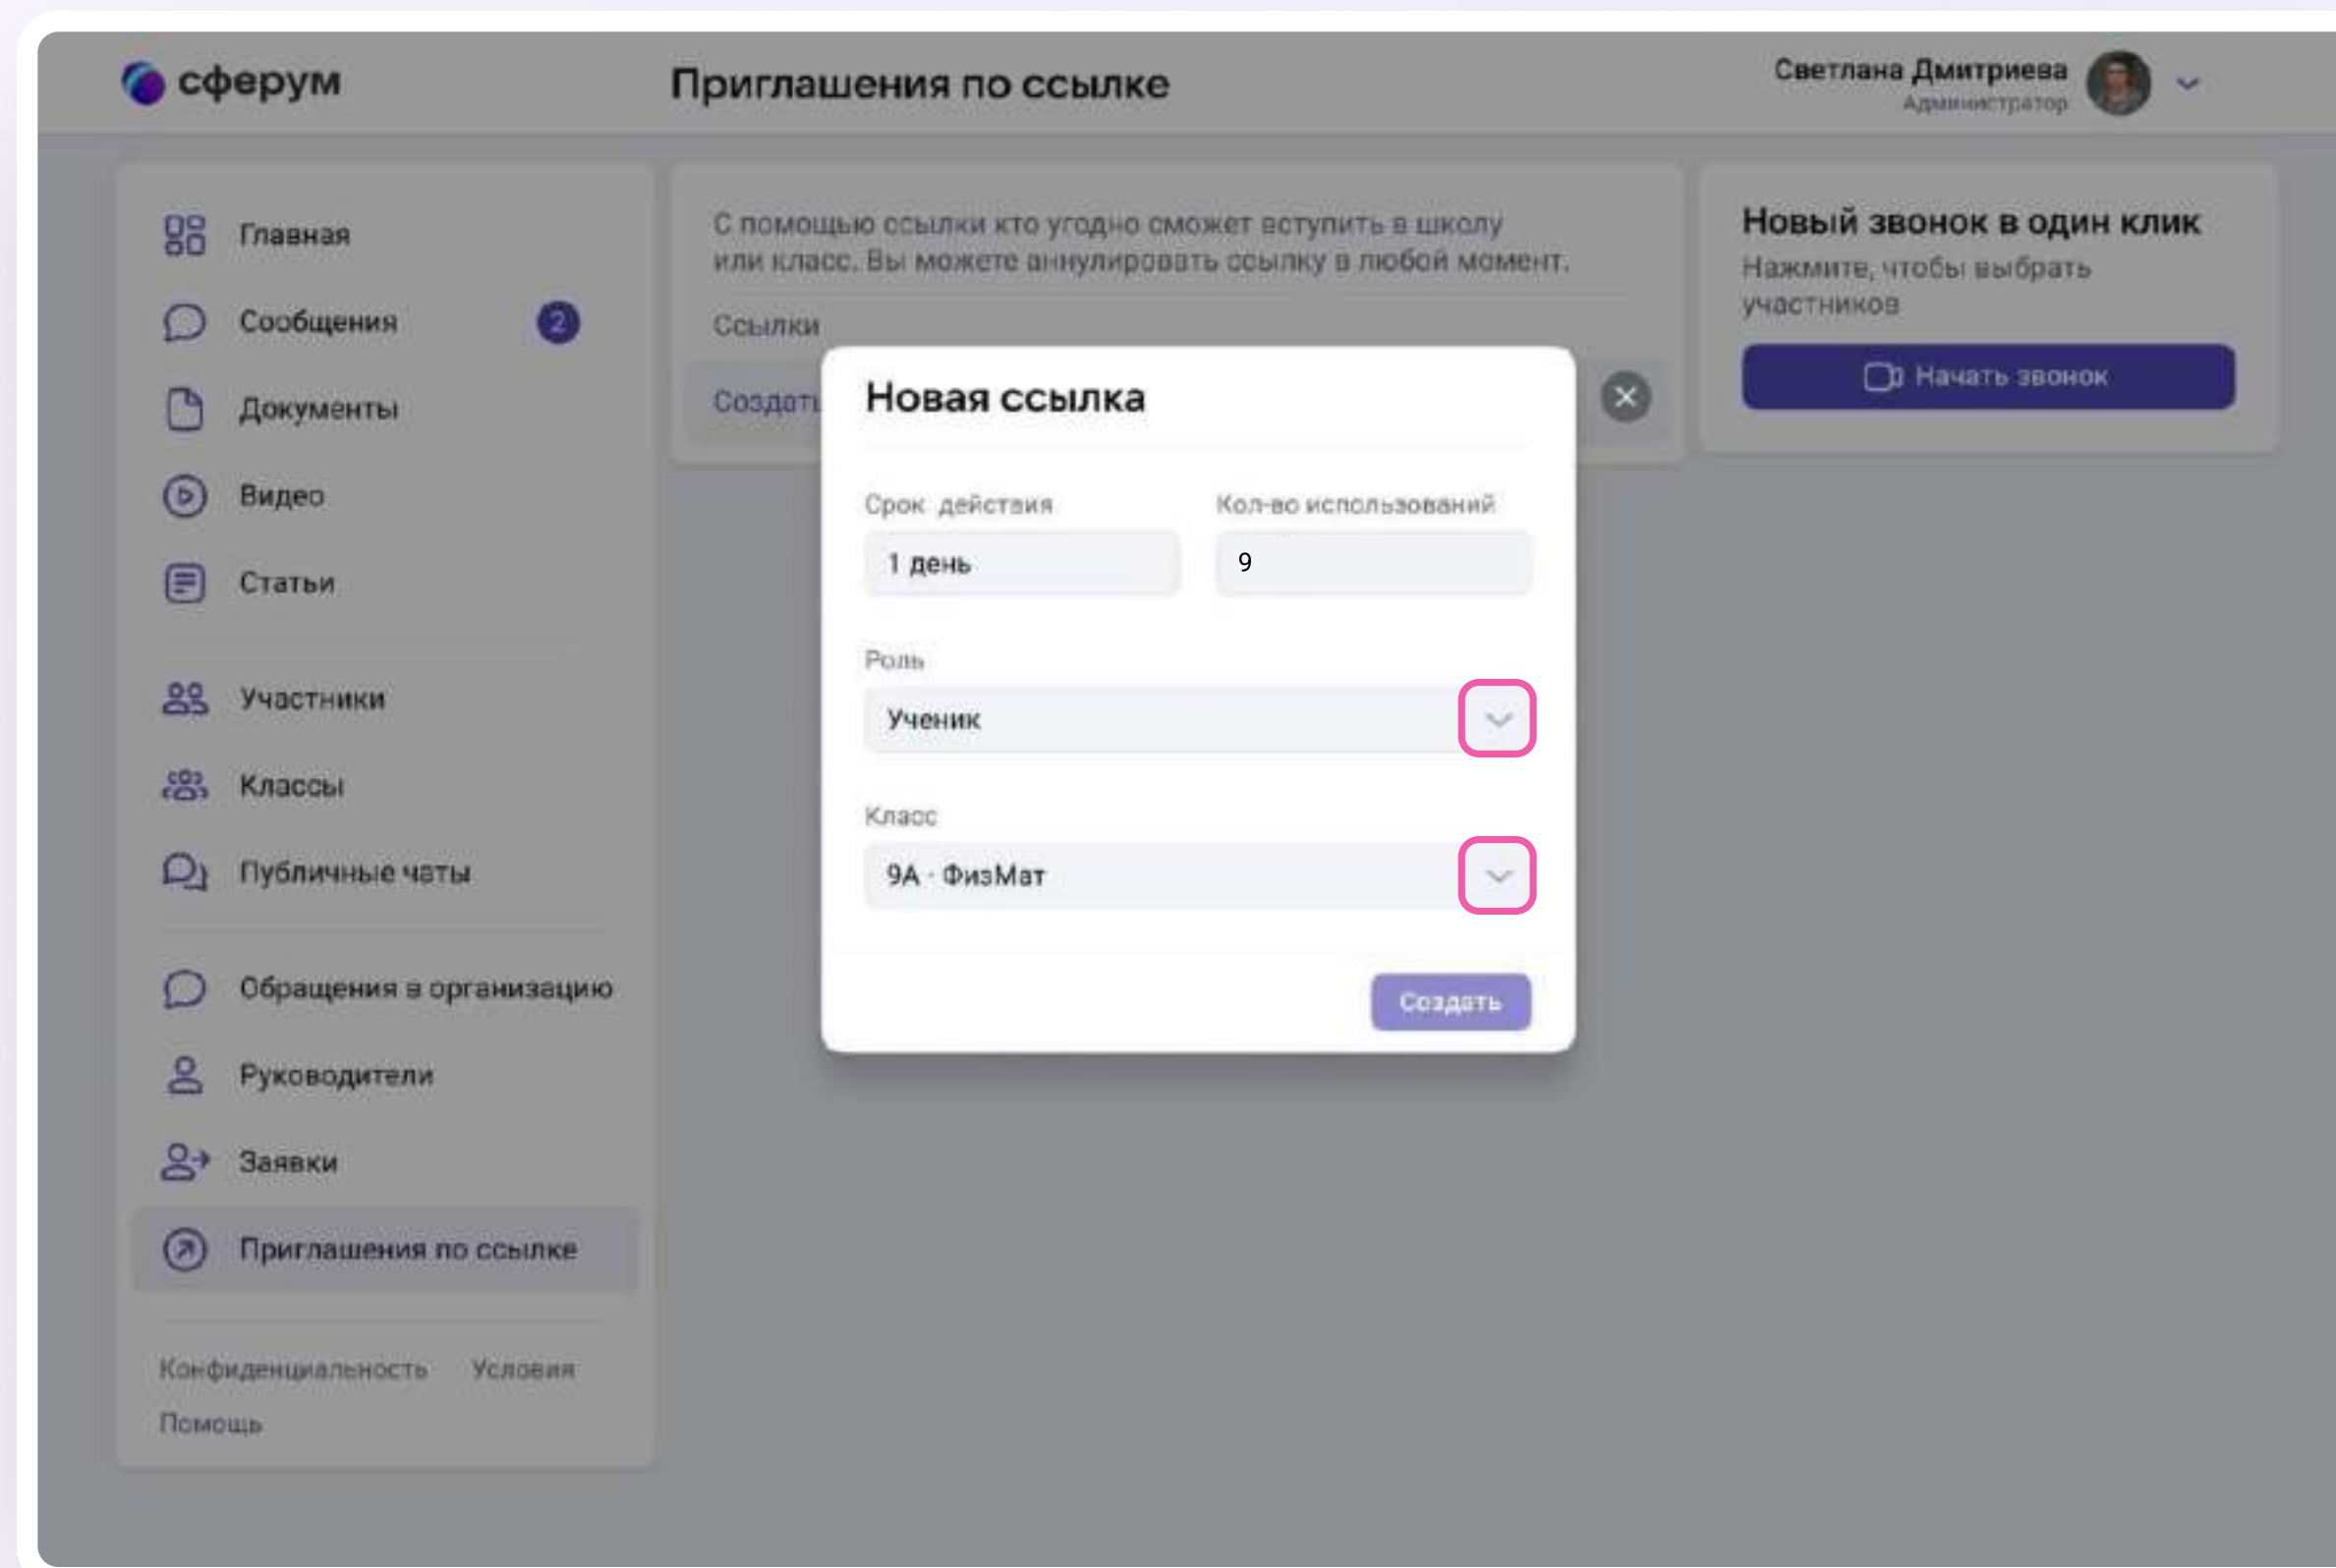 сферум
Приглашения по ссылке
Светлана Дмитриева
Администратор
Главная
Сообщения 2
Документы
Видео
Статьи
Участники
Классы
Публичные чаты
Обращения в организацию
Руководители
Заявки
Приглашения по ссылке
Конфиденциальность Условия
Помощь
С помощью ссылки кто угодно сможет вступить в школу
или класс. Вы можете аннулировать ссылку в любой момент.
Ссылки
Создать
Новая ссылка
Срок действия Кол-во использований
1 день 9
Роль
Ученик
Класс
9А - ФизМат
Создать
Новый звонок в один клик
Нажмите, чтобы выбрать
участников
Начать звонок